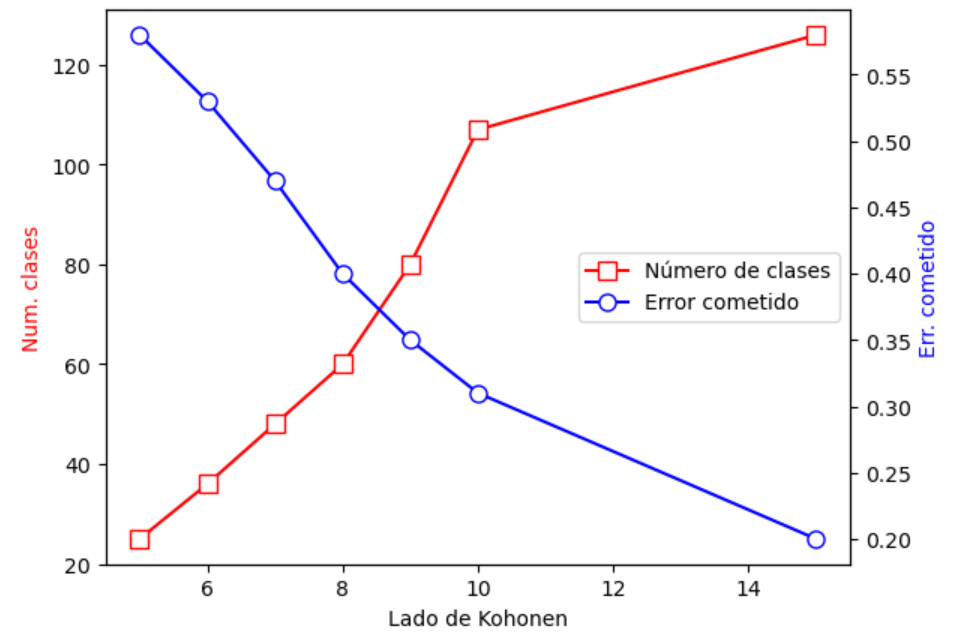 120
100
80
60
40
20
Num. clases
0.55
0.50
0.45
0.40
0.35
0.30
0.25
0.20
Err. cometido
Número de clases
Error cometido
6 8 10 12 14
Lado de Kohonen